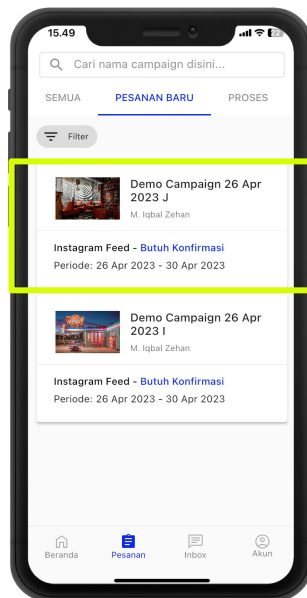 15.49
22
Cari nama campaign disini...
SEMUA PESANAN BARU PROSES
Filter
Demo Campaign 26 Apr
2023 J
M. Iqbal Zehan
Instagram Feed - Butuh Konfirmasi
Periode: 26 Apr 2023 - 30 Apr 2023
Demo Campaign 26 Apr
2023 I
M. Iqbal Zehan
Instagram Feed - Butuh Konfirmasi
Periode: 26 Apr 2023 - 30 Apr 2023
Beranda Pesanan Inbox Akun